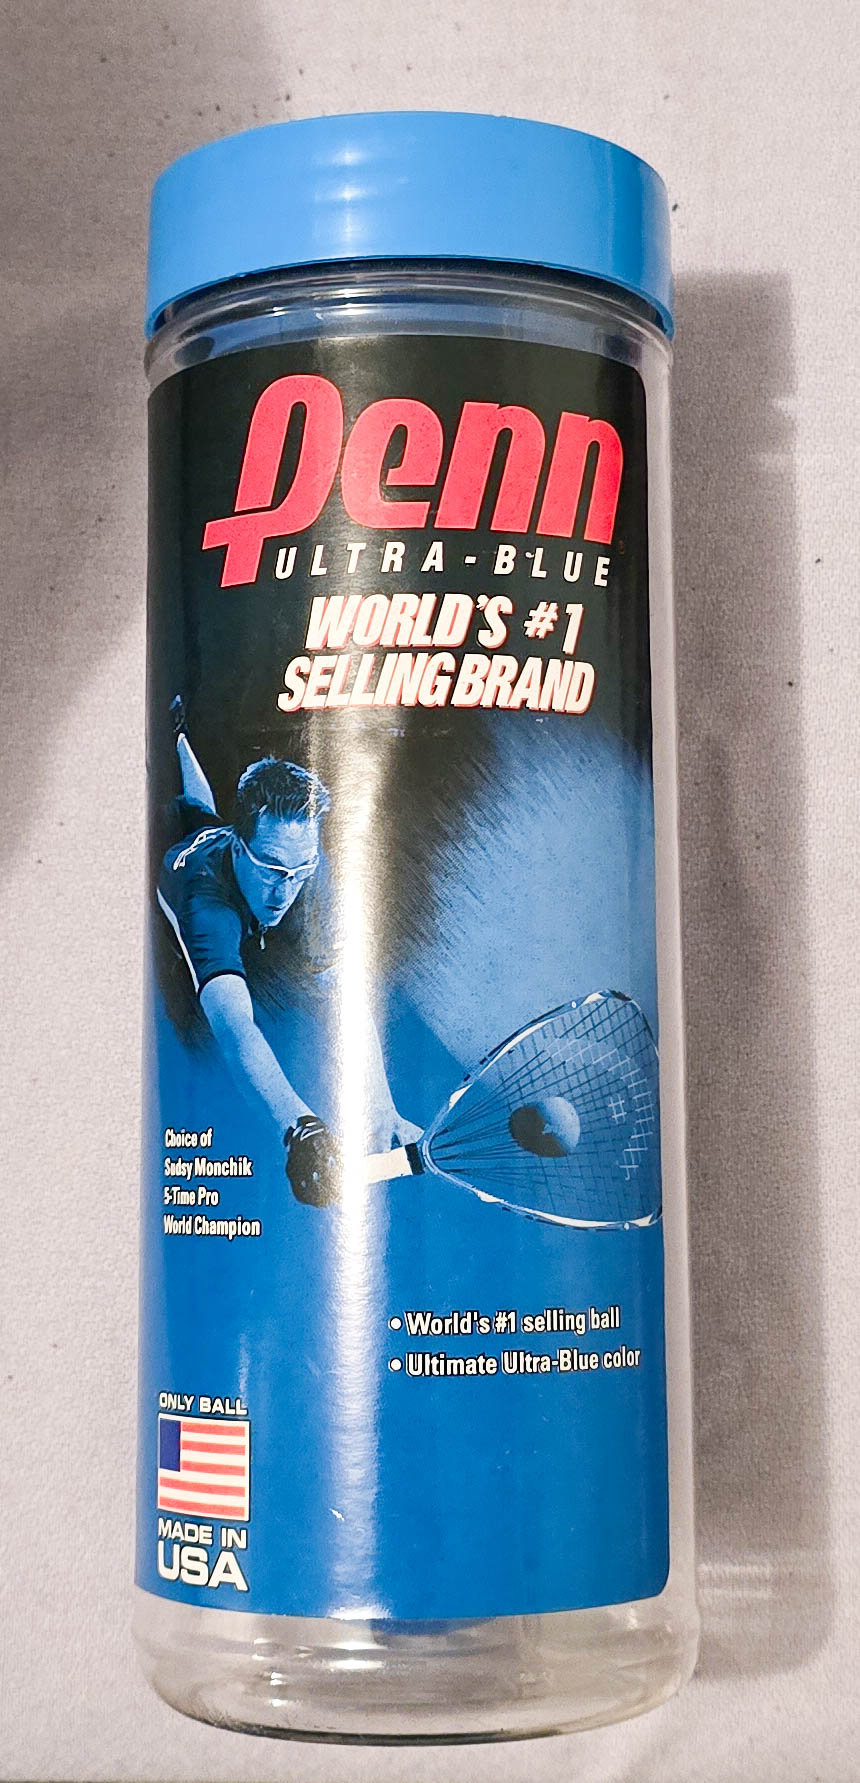 Penn
ULTRA-BLUE
WORLD'S #1
SELLING BRAND
Choice of
Sudsy Monchik
5-Time Pro
World Champion
• World's #1 selling ball
• Ultimate Ultra-Blue color
ONLY BALL
MADE IN
USA